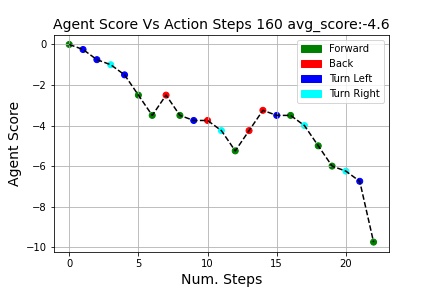 Agent Score Vs Action Steps 160 avg_score:-4.6
Forward
Back
Turn Left
Turn Right
Agent Score
0
−2
−4
−6
−8
−10
0 5 10 15 20
Num. Steps